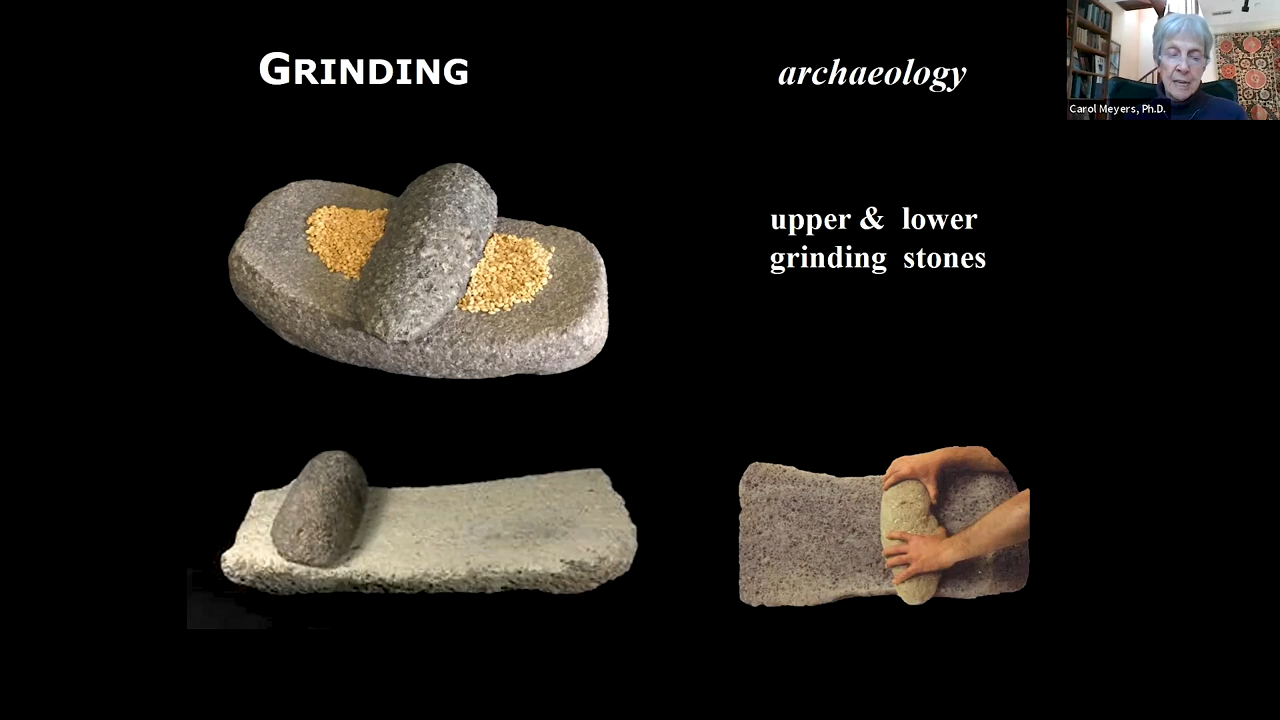 GRINDING
archaeology
Carol Meyers, Ph.D.
upper & lower
grinding stones